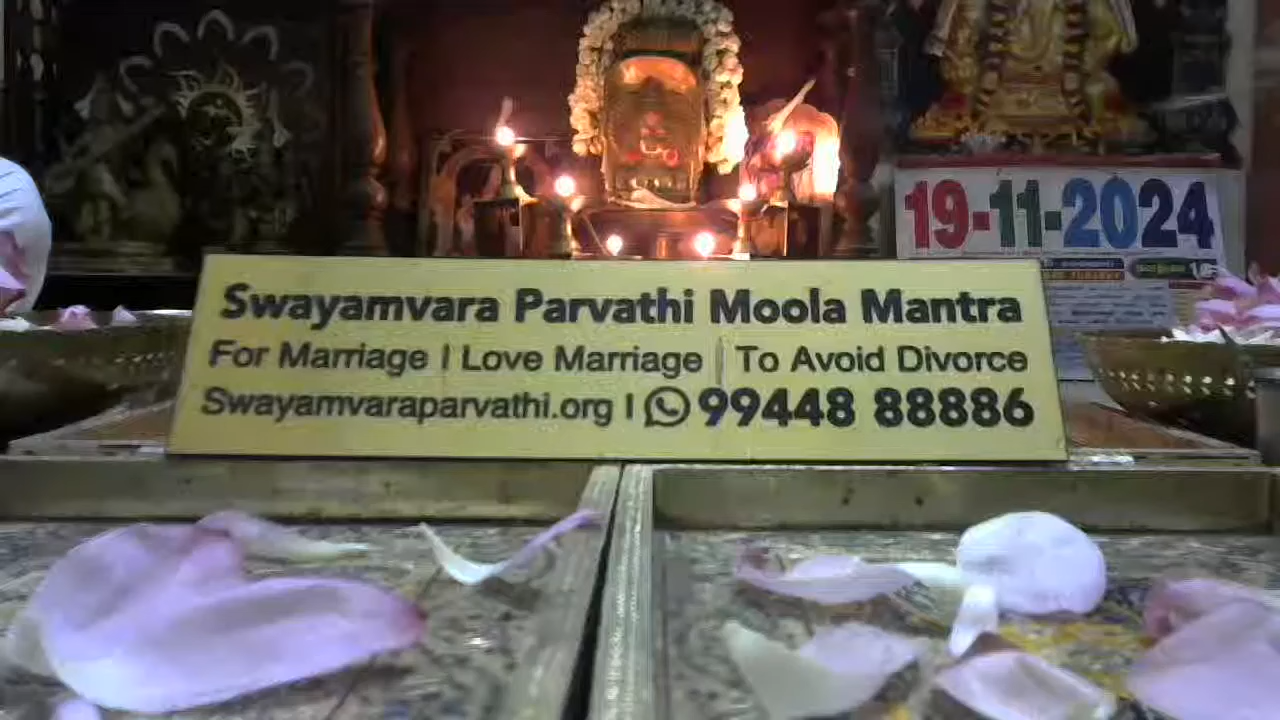 19-11-2024
Swayamvara Parvathi Moola Mantra
For Marriage | Love Marriage | To Avoid Divorce
Swayamvaraparvathi.org | 99448 88886